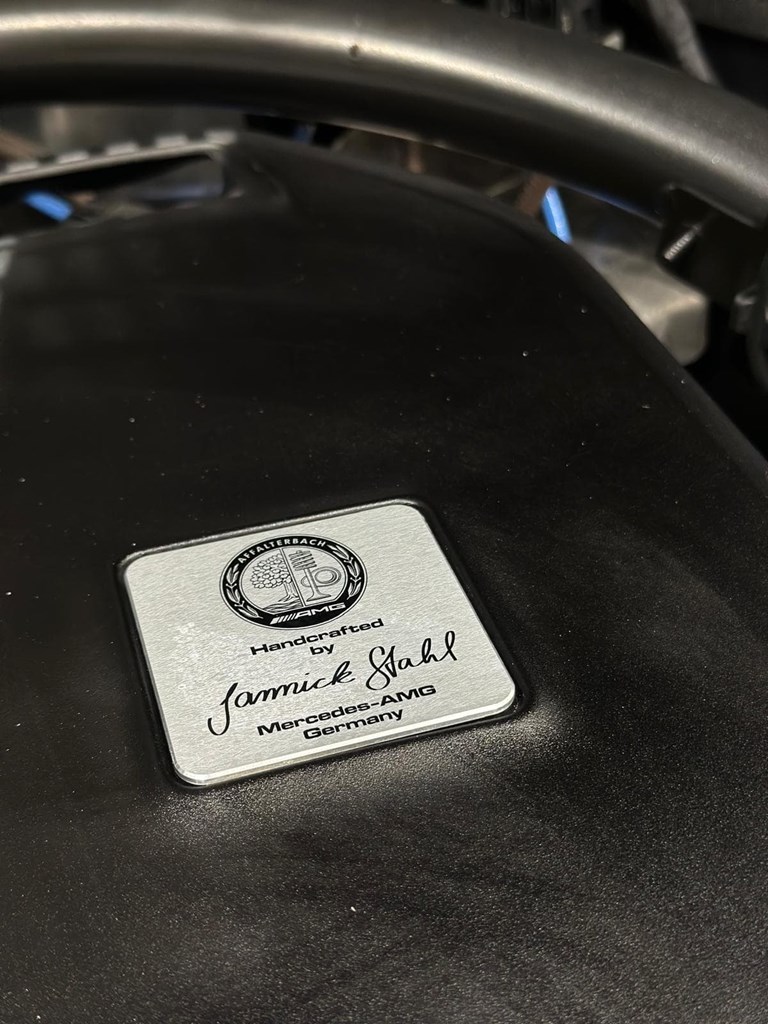 AFFALTERBACH
AMG
Handcrafted
by
Jannick Stahl
Mercedes-AMG
Germany